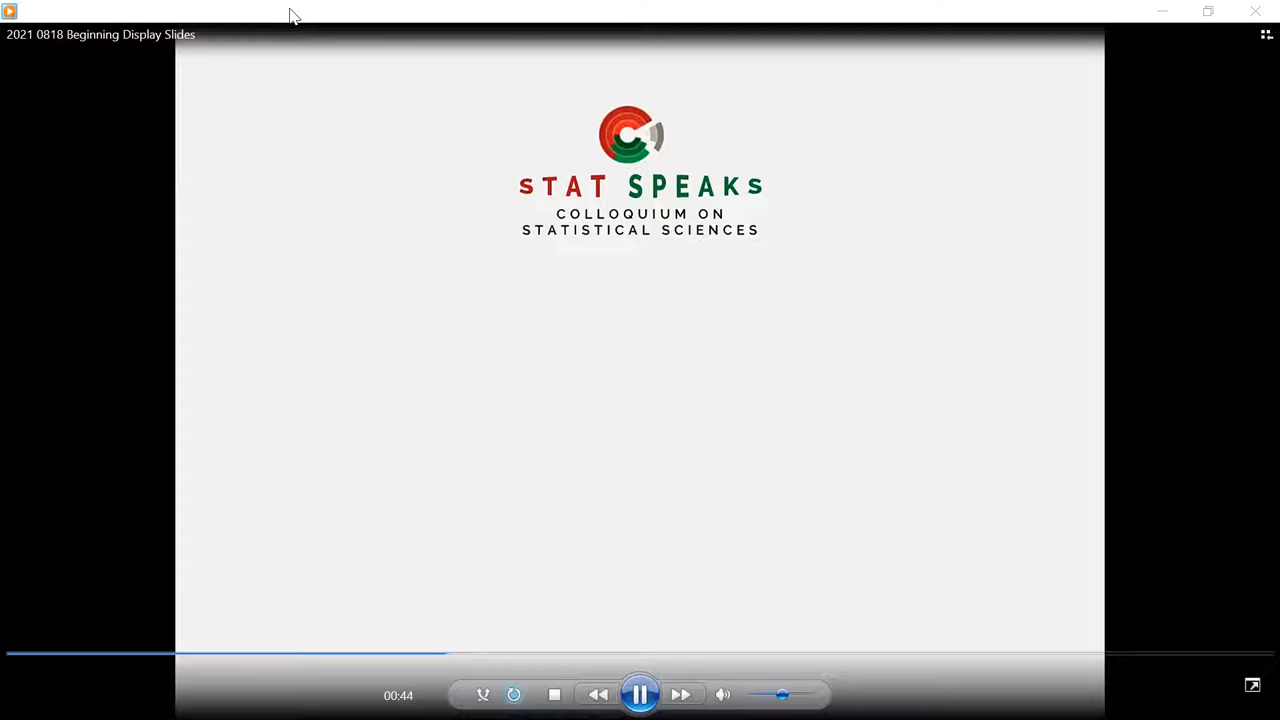 2021 0818 Beginning Display Slides
STAT SPEAKS
COLLOQUIUM ON
STATISTICAL SCIENCES
00:44